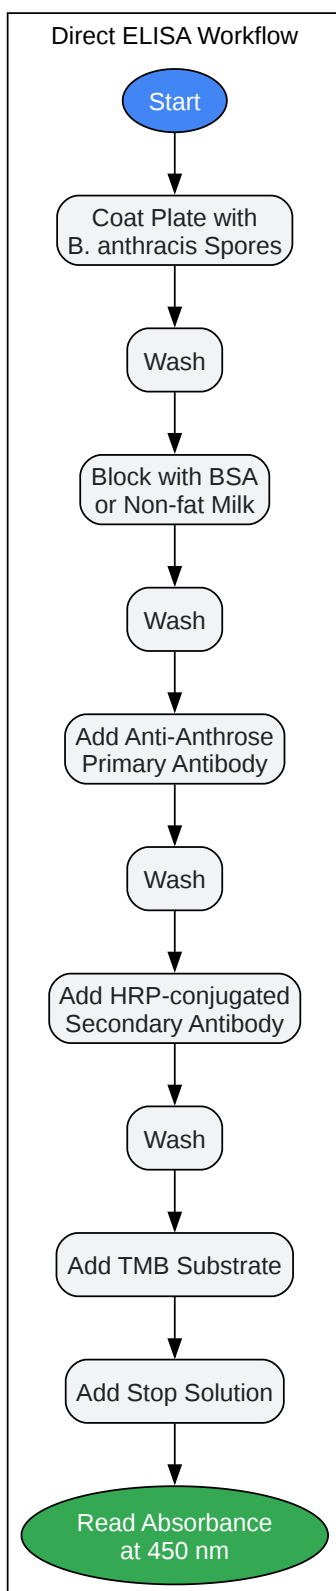 Direct ELISA Workflow
Start
Coat Plate with
B. anthracis Spores
Wash
Block with BSA
or Non-fat Milk
Wash
Add Anti-Anthrose
Primary Antibody
Wash
Add HRP-conjugated
Secondary Antibody
Wash
Add TMB Substrate
Add Stop Solution
Read Absorbance
at 450 nm